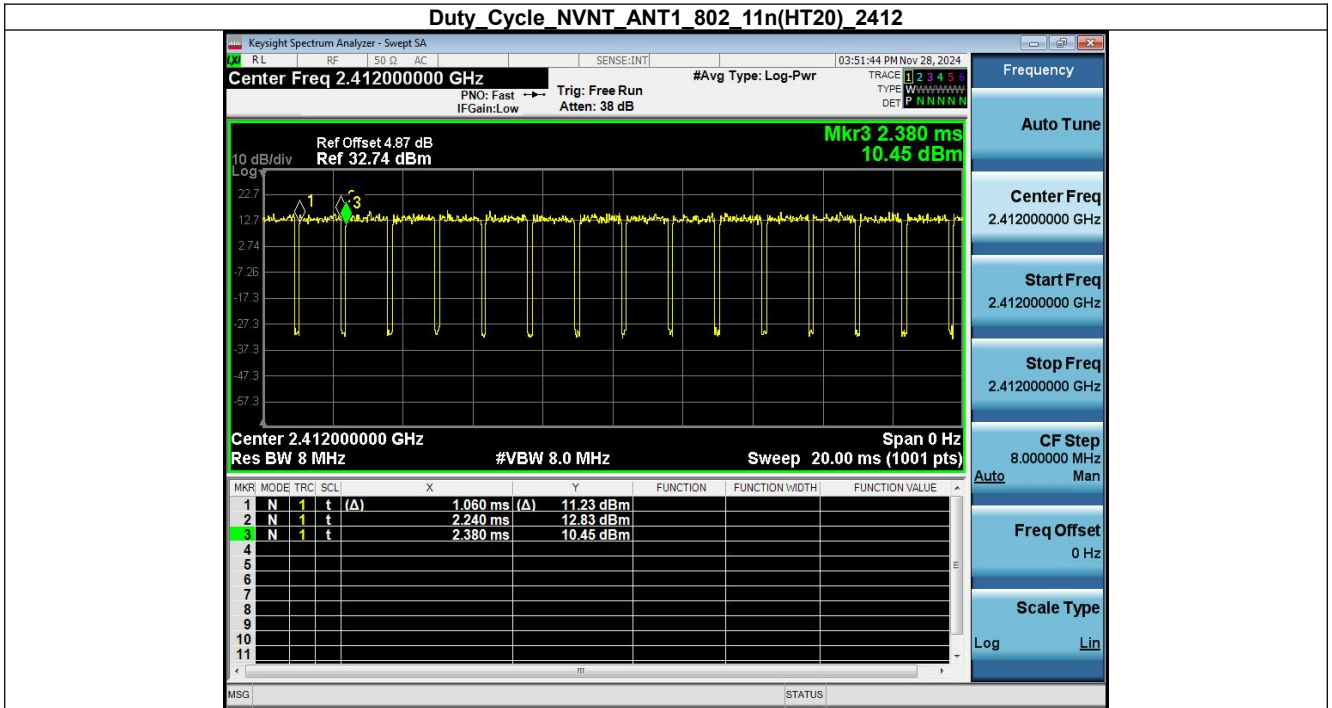 Duty_Cycle_NVNT_ANT1_802_11n(HT20)_2412
Keysight Spectrum Analyzer - Swept SA
LXI RL RF 50 Ω AC SENSE:INT 03:51:44 PM Nov 28, 2024
Center Freq 2.412000000 GHz #Avg Type: Log-Pwr TRACE 1 2 3 4 5 6
PNO: Fast Trig: Free Run TYPE WWWWWW
IFGain:Low Atten: 38 dB DET P N N N N N
Frequency
Auto Tune
Center Freq
2.412000000 GHz
Start Freq
2.412000000 GHz
Stop Freq
2.412000000 GHz
CF Step
8.000000 MHz
Auto Man
Freq Offset
0 Hz
Scale Type
Log Lin
Mkr3 2.380 ms
10.45 dBm
Ref Offset 4.87 dB
10 dB/div Ref 32.74 dBm
Log
22.7
12.7
2.74
-7.26
-17.3
-27.3
-37.3
-47.3
-57.3
1
3
Center 2.412000000 GHz Span 0 Hz
Res BW 8 MHz #VBW 8.0 MHz Sweep 20.00 ms (1001 pts)
MKR MODE TRC SCL X Y FUNCTION FUNCTION WIDTH FUNCTION VALUE
1 N 1 t (Δ) 1.060 ms (Δ) 11.23 dBm
2 N 1 t 2.240 ms 12.83 dBm
3 N 1 t 2.380 ms 10.45 dBm
4
5
6
7
8
9
10
11
MSG STATUS